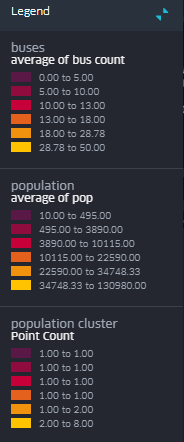 Legend
buses
average of bus count
0.00 to 5.00
5.00 to 10.00
10.00 to 13.00
13.00 to 18.00
18.00 to 28.78
28.78 to 50.00
population
average of pop
10.00 to 495.00
495.00 to 3890.00
3890.00 to 10115.00
10115.00 to 22590.00
22590.00 to 34748.33
34748.33 to 130980.00
population cluster
Point Count
1.00 to 1.00
1.00 to 1.00
1.00 to 1.00
1.00 to 1.00
1.00 to 2.00
2.00 to 8.00